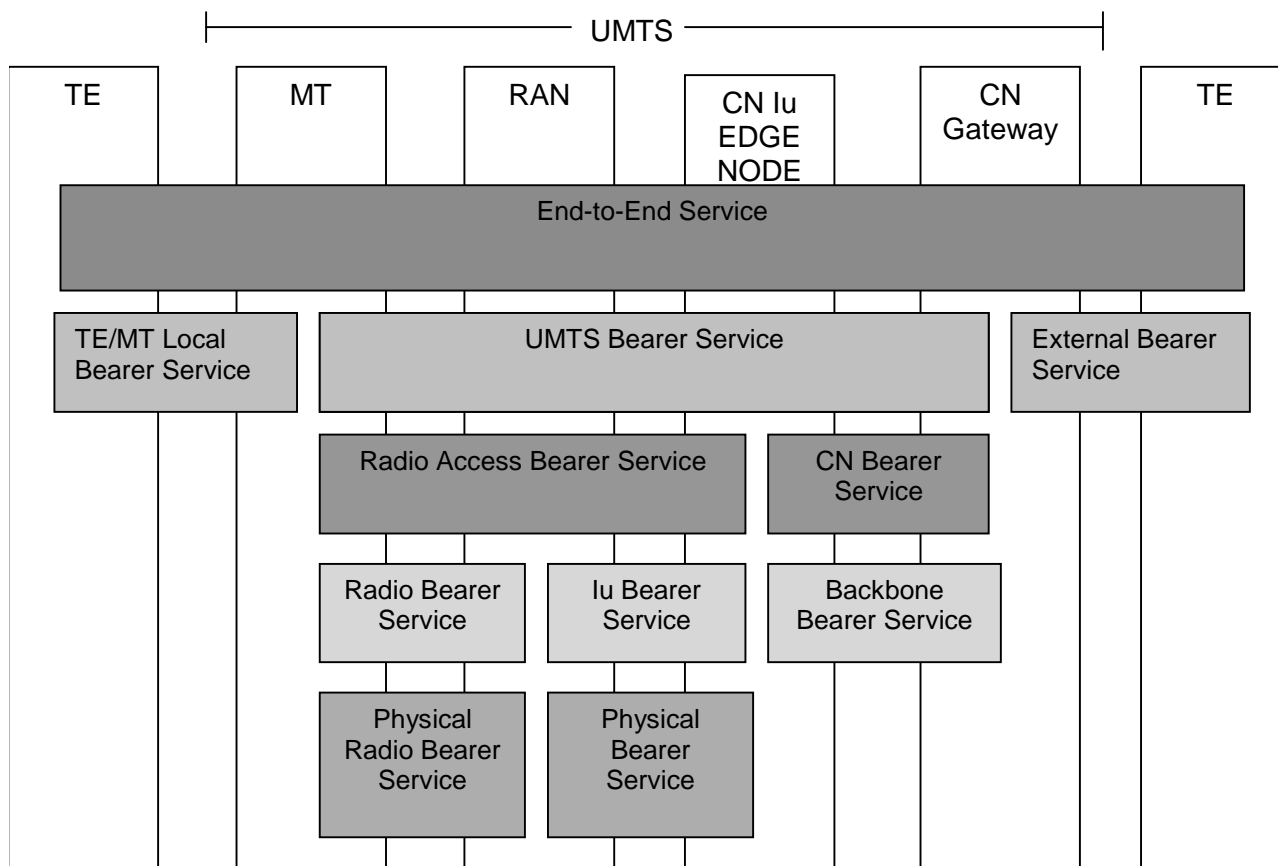 UMTS
TE
MT
RAN
CN Iu
EDGE
NODE
CN
Gateway
TE
End-to-End Service
TE/MT Local
Bearer Service
UMTS Bearer Service
External Bearer
Service
Radio Access Bearer Service
CN Bearer
Service
Radio Bearer
Service
Iu Bearer
Service
Backbone
Bearer Service
Physical
Radio Bearer
Service
Physical
Bearer
Service